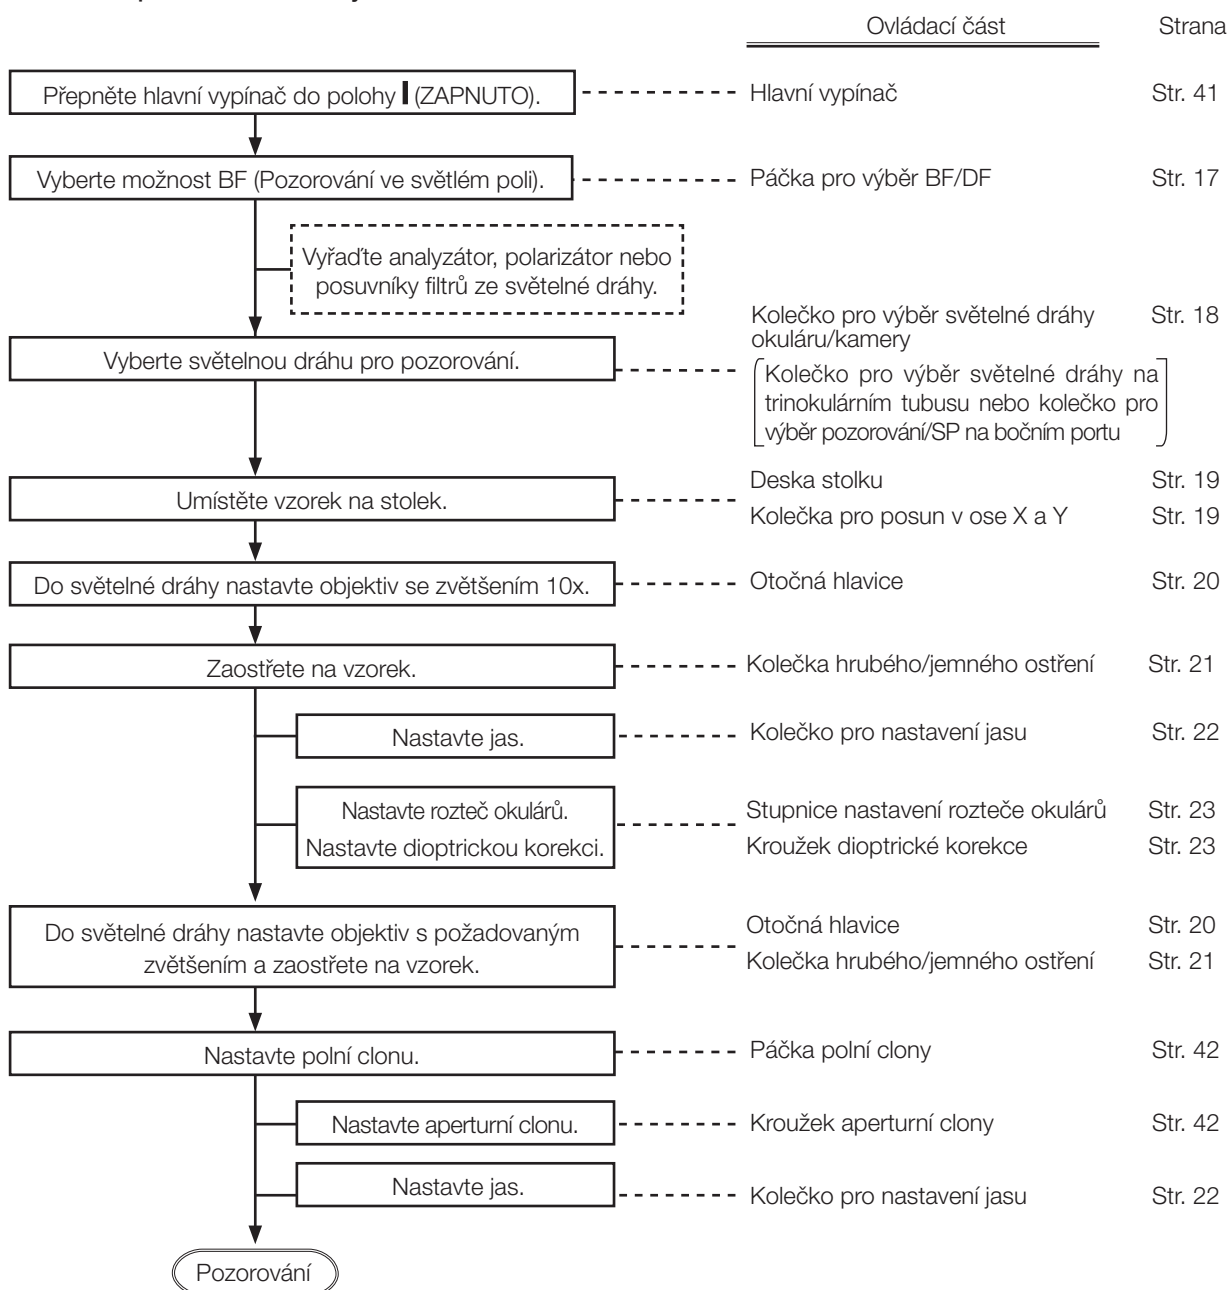 Ovládací část Strana
Přepněte hlavní vypínač do polohy I (ZAPNUTO). Hlavní vypínač Str. 41
Vyberte možnost BF (Pozorování ve světlém poli). Páčka pro výběr BF/DF Str. 17
Vyřaďte analyzátor, polarizátor nebo
posuvníky filtrů ze světelné dráhy.
Vyberte světelnou dráhu pro pozorování.
Kolečko pro výběr světelné dráhy Str. 18
okuláru/kamery
Kolečko pro výběr světelné dráhy na
trinokulárním tubusu nebo kolečko pro
výběr pozorování/SP na bočním portu
Umístěte vzorek na stolek.
Deska stolku Str. 19
Kolečka pro posun v ose X a Y Str. 19
Do světelné dráhy nastavte objektiv se zvětšením 10x. Otočná hlavice Str. 20
Zaostřete na vzorek. Kolečka hrubého/jemného ostření Str. 21
Nastavte jas. Kolečko pro nastavení jasu Str. 22
Nastavte rozteč okulárů. Stupnice nastavení rozteče okulárů Str. 23
Nastavte dioptrickou korekci. Kroužek dioptrické korekce Str. 23
Do světelné dráhy nastavte objektiv s požadovaným
zvětšením a zaostřete na vzorek.
Otočná hlavice Str. 20
Kolečka hrubého/jemného ostření Str. 21
Nastavte polní clonu. Páčka polní clony Str. 42
Nastavte aperturní clonu. Kroužek aperturní clony Str. 42
Nastavte jas. Kolečko pro nastavení jasu Str. 22
Pozorování